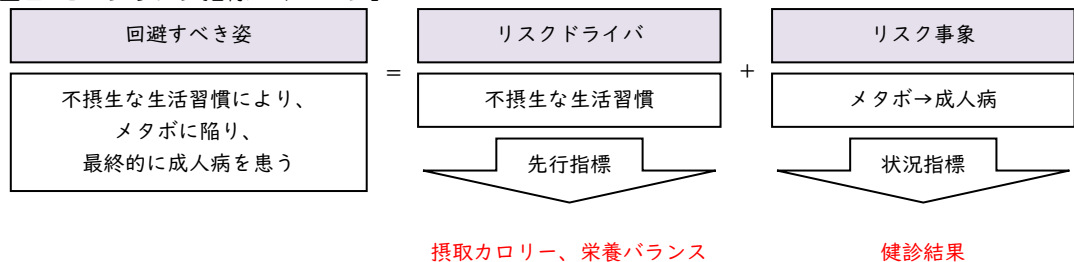 回避すべき姿
=
リスクドライバ
+
リスク事象
不摂生な生活習慣により、
メタボに陥り、
最終的に成人病を患う
不摂生な生活習慣
メタボ→成人病
先行指標
状況指標
摂取カロリー、栄養バランス
健診結果